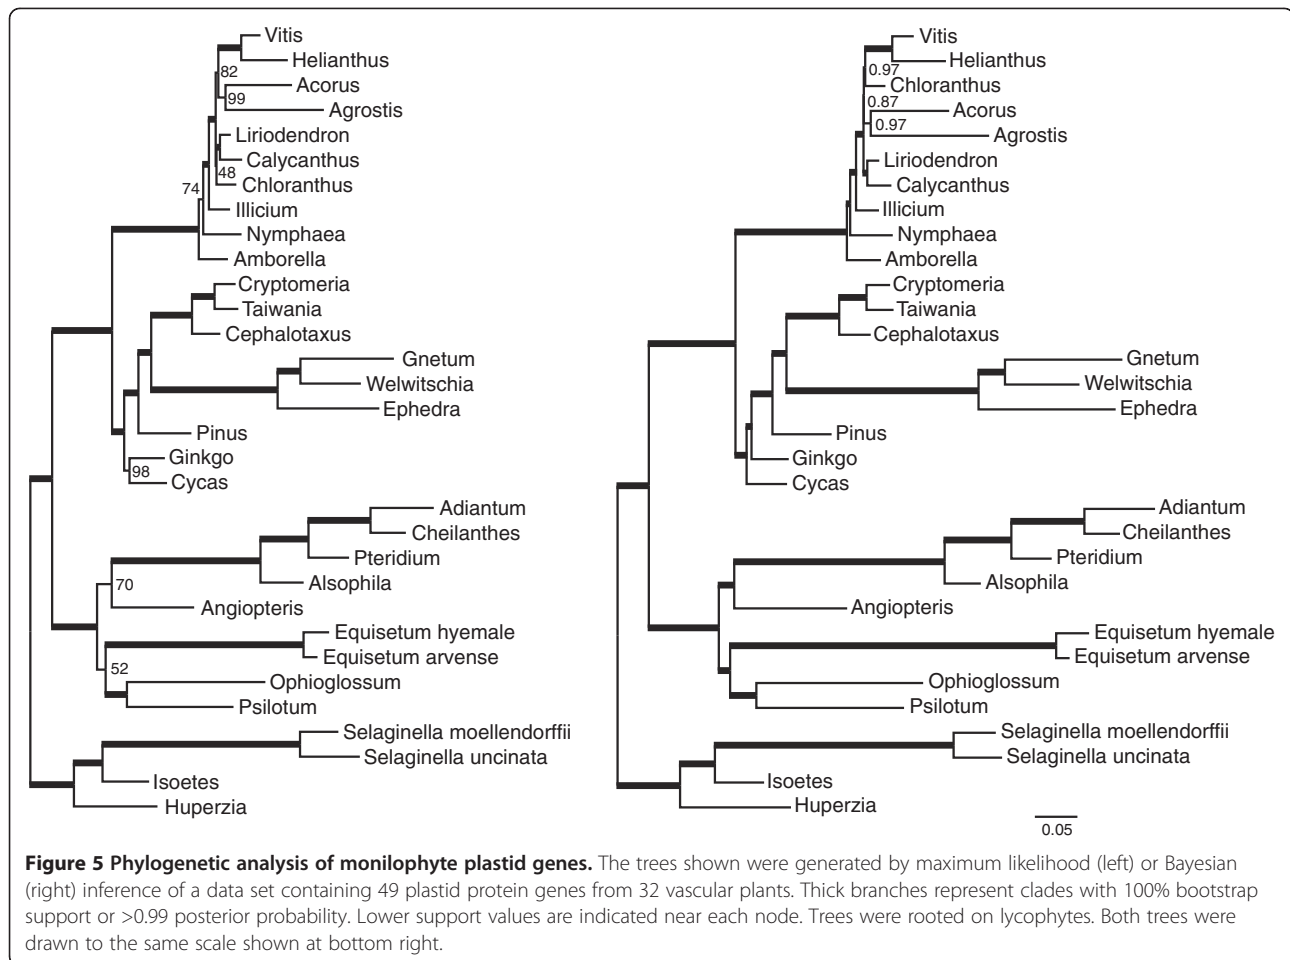 Vitis
Helianthus
82
Acorus
99
Agrostis
Liriodendron
Calycanthus
48
Chloranthus
74
Illicium
Nymphaea
Amborella
Cryptomeria
Taiwania
Cephalotaxus
Gnetum
Welwitschia
Ephedra
Pinus
Ginkgo
98
Cycas
Adiantum
Cheilanthes
Pteridium
Alsophila
70
Angiopteris
Equisetum hyemale
Equisetum arvense
52
Ophioglossum
Psilotum
Selaginella moellendorffii
Selaginella uncinata
Isoetes
Huperzia
Vitis
Helianthus
0.97
Chloranthus
0.87
Acorus
0.97
Agrostis
Liriodendron
Calycanthus
Illicium
Nymphaea
Amborella
Cryptomeria
Taiwania
Cephalotaxus
Gnetum
Welwitschia
Ephedra
Pinus
Ginkgo
Cycas
Adiantum
Cheilanthes
Pteridium
Alsophila
Angiopteris
Equisetum hyemale
Equisetum arvense
Ophioglossum
Psilotum
Selaginella moellendorffii
Selaginella uncinata
Isoetes
Huperzia
0.05
Figure 5 Phylogenetic analysis of monilophyte plastid genes. The trees shown were generated by maximum likelihood (left) or Bayesian
(right) inference of a data set containing 49 plastid protein genes from 32 vascular plants. Thick branches represent clades with 100% bootstrap
support or >0.99 posterior probability. Lower support values are indicated near each node. Trees were rooted on lycophytes. Both trees were
drawn to the same scale shown at bottom right.